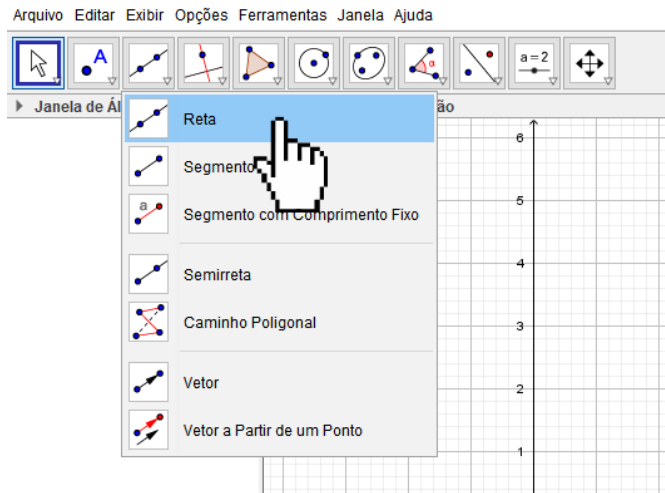 Arquivo Editar Exibir Opções Ferramentas Janela Ajuda
A
α
a=2
Janela de Ál
ão
Reta
Segmento
a
Segmento com Comprimento Fixo
Semirreta
Caminho Poligonal
Vetor
Vetor a Partir de um Ponto
6
5
4
3
2
1